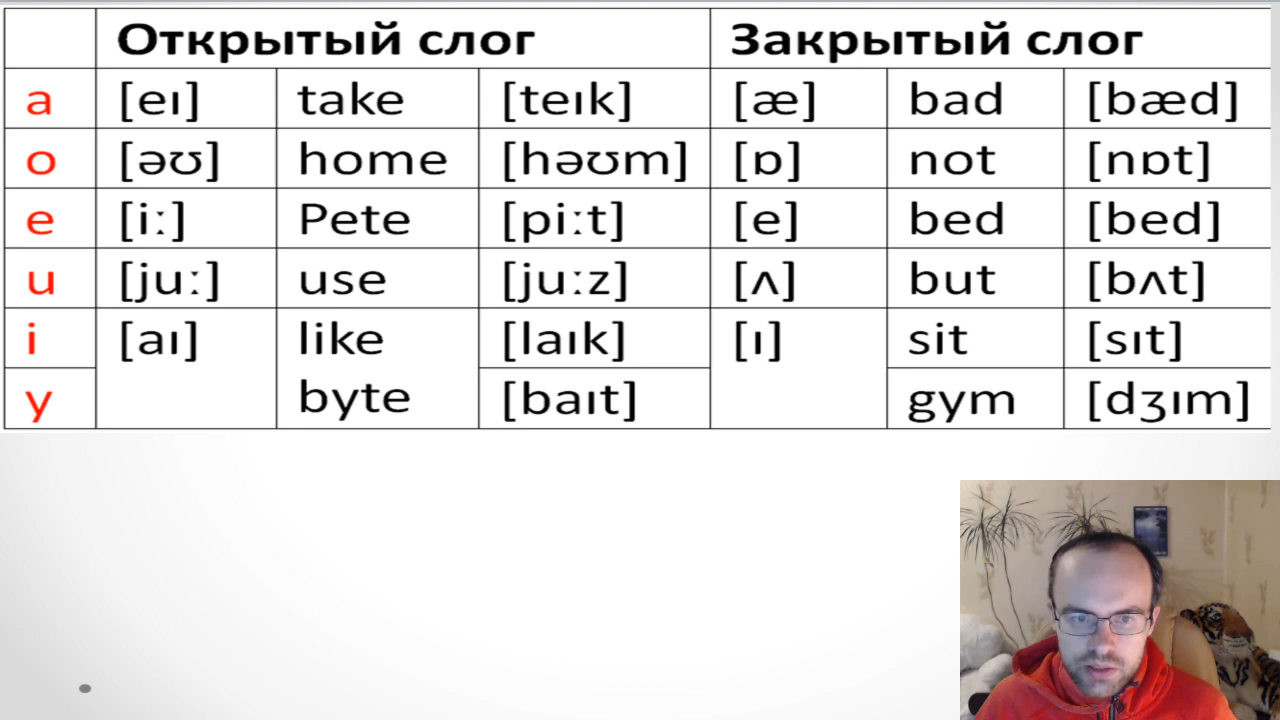 Открытый слог Закрытый слог
a [eɪ] take [teɪk] [æ] bad [bæd]
o [əʊ] home [həʊm] [ɒ] not [nɒt]
e [iː] Pete [piːt] [e] bed [bed]
u [juː] use [juːz] [ʌ] but [bʌt]
i [aɪ] like [laɪk] [ɪ] sit [sɪt]
y byte [baɪt] gym [dʒɪm]